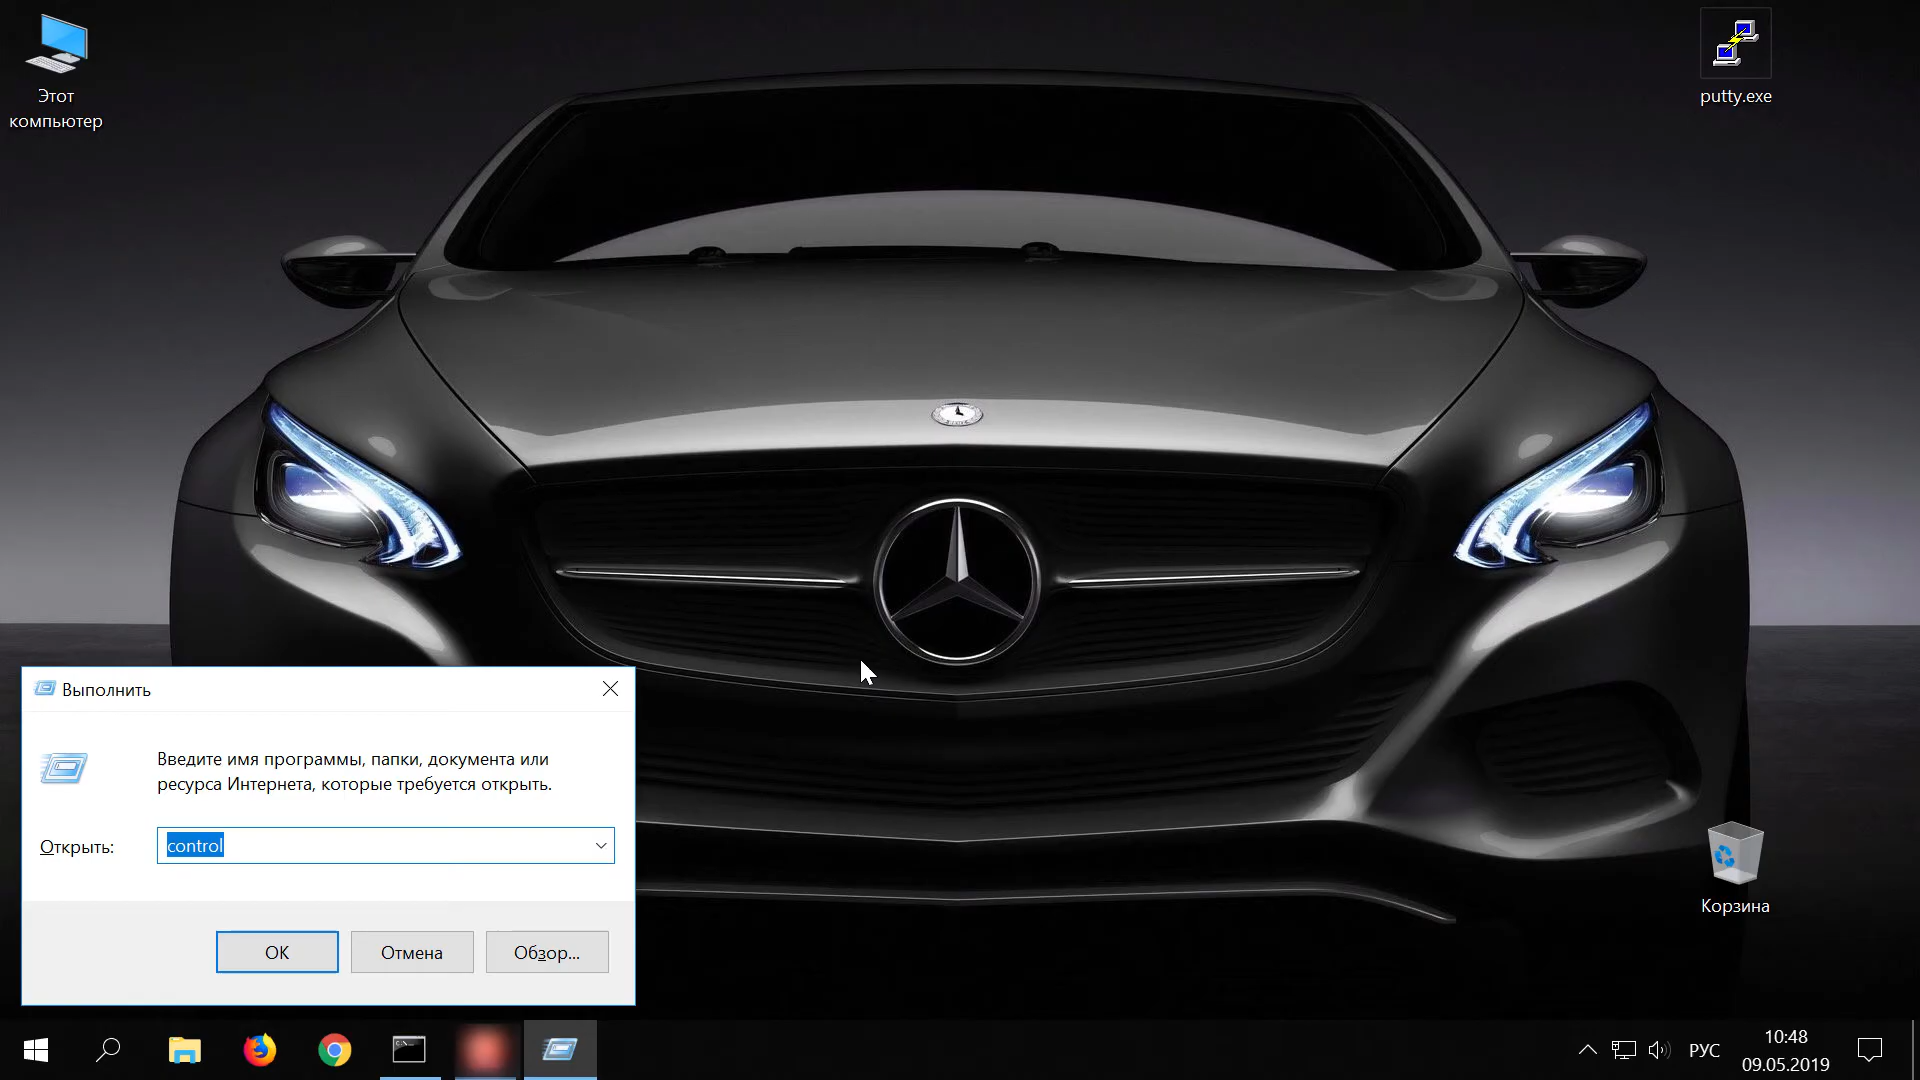 Этот
компьютер
putty.exe
Выполнить
Введите имя программы, папки, документа или
ресурса Интернета, которые требуется открыть.
Открыть:
control
OK
Отмена
Обзор...
Корзина
РУС
10:48
09.05.2019